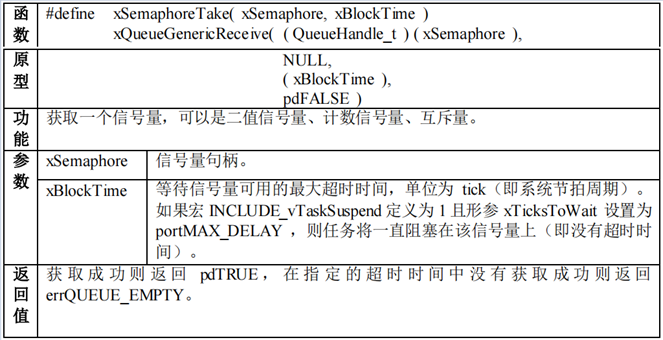 函数原型
#define xSemaphoreTake( xSemaphore, xBlockTime )
xQueueGenericReceive( ( QueueHandle_t ) ( xSemaphore ),
NULL,
( xBlockTime ),
pdFALSE )
功能
获取一个信号量，可以是二值信号量、计数信号量、互斥量。
参数
xSemaphore
信号量句柄。
xBlockTime
等待信号量可用的最大超时时间，单位为 tick（即系统节拍周期）。
如果宏 INCLUDE_vTaskSuspend 定义为 1 且形参 xTicksToWait 设置为
portMAX_DELAY ，则任务将一直阻塞在该信号量上（即没有超时时
间）。
返回值
获取成功则返回 pdTRUE，在指定的超时时间中没有获取成功则返回
errQUEUE_EMPTY。